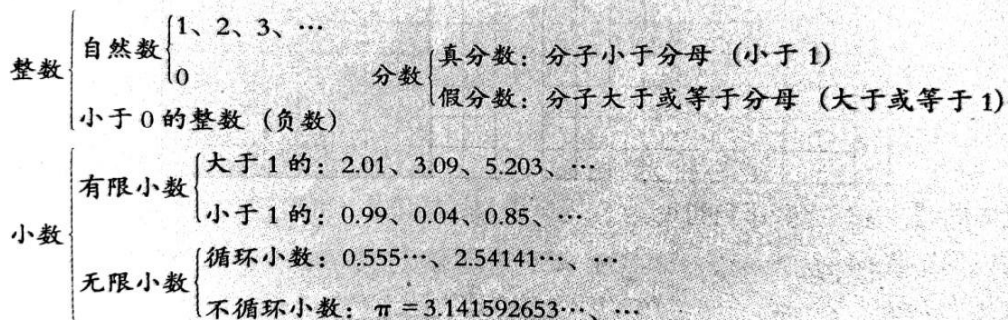 整数
自然数
1、2、3、…
0
小于 0 的整数（负数）
分数
真分数：分子小于分母（小于 1）
假分数：分子大于或等于分母（大于或等于 1）
小数
有限小数
大于 1 的：2.01、3.09、5.203、…
小于 1 的：0.99、0.04、0.85、…
无限小数
循环小数：0.555…、2.54141…、…
不循环小数：π＝3.141592653…、…